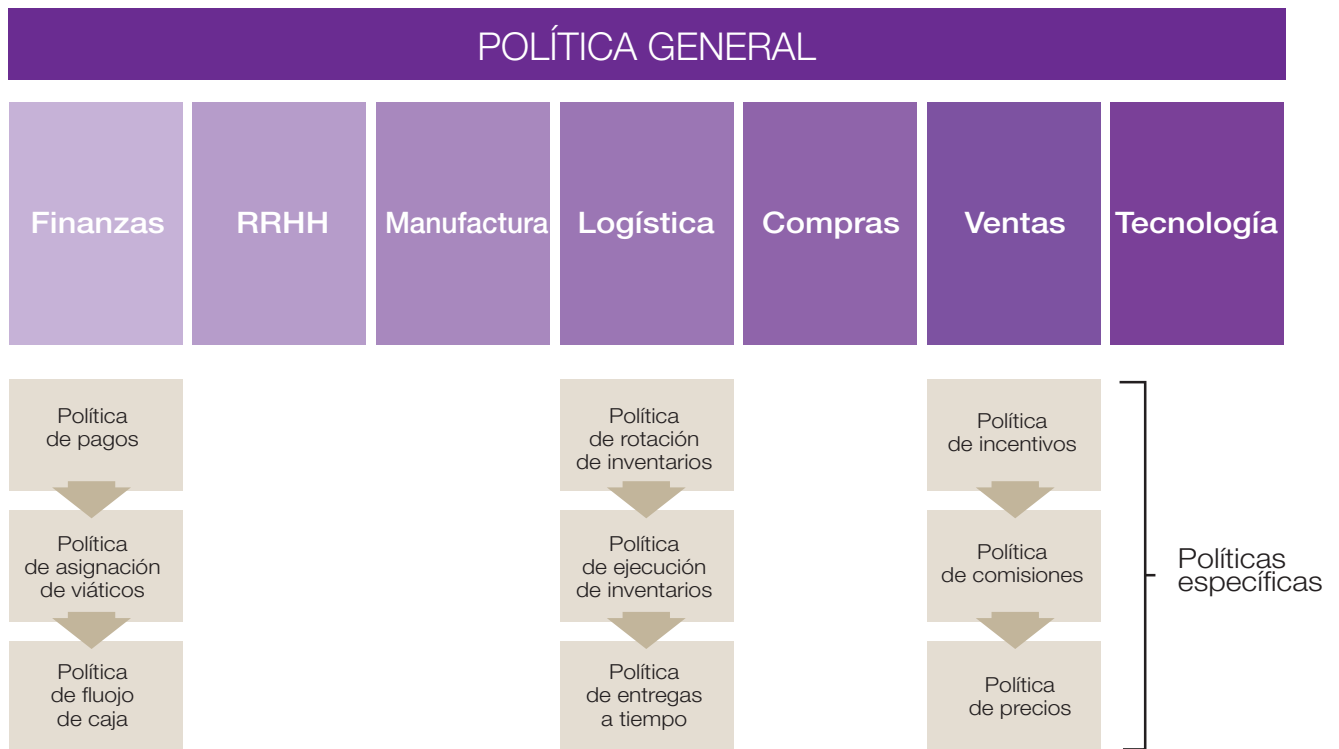 POLÍTICA GENERAL
Finanzas
RRHH
Manufactura
Logística
Compras
Ventas
Tecnología
Política
de pagos
Política
de asignación
de viáticos
Política
de fluojo
de caja
Política
de rotación
de inventarios
Política
de ejecución
de inventarios
Política
de entregas
a tiempo
Política
de incentivos
Política
de comisiones
Política
de precios
Políticas
específicas